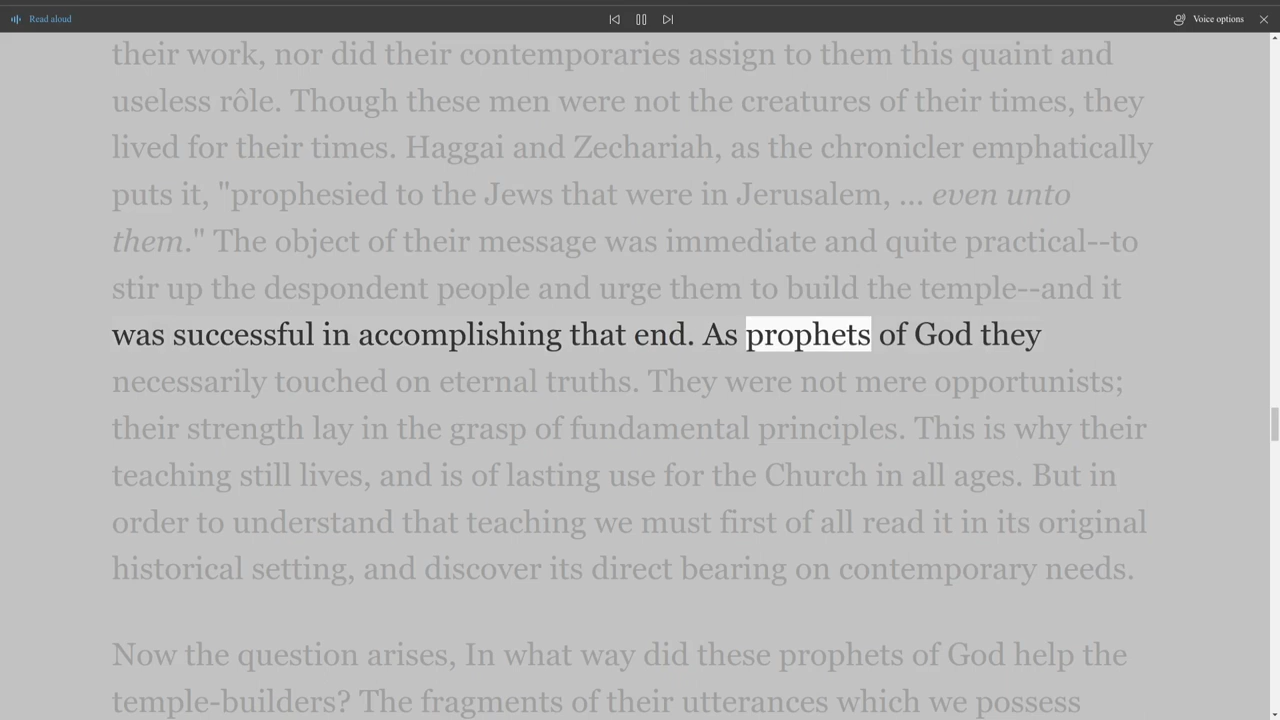 Read aloud
Voice options
their work, nor did their contemporaries assign to them this quaint and
useless rôle. Though these men were not the creatures of their times, they
lived for their times. Haggai and Zechariah, as the chronicler emphatically
puts it, "prophesied to the Jews that were in Jerusalem, ... even unto
them." The object of their message was immediate and quite practical--to
stir up the despondent people and urge them to build the temple--and it
was successful in accomplishing that end. As prophets of God they
necessarily touched on eternal truths. They were not mere opportunists;
their strength lay in the grasp of fundamental principles. This is why their
teaching still lives, and is of lasting use for the Church in all ages. But in
order to understand that teaching we must first of all read it in its original
historical setting, and discover its direct bearing on contemporary needs.
Now the question arises, In what way did these prophets of God help the
temple-builders? The fragments of their utterances which we possess